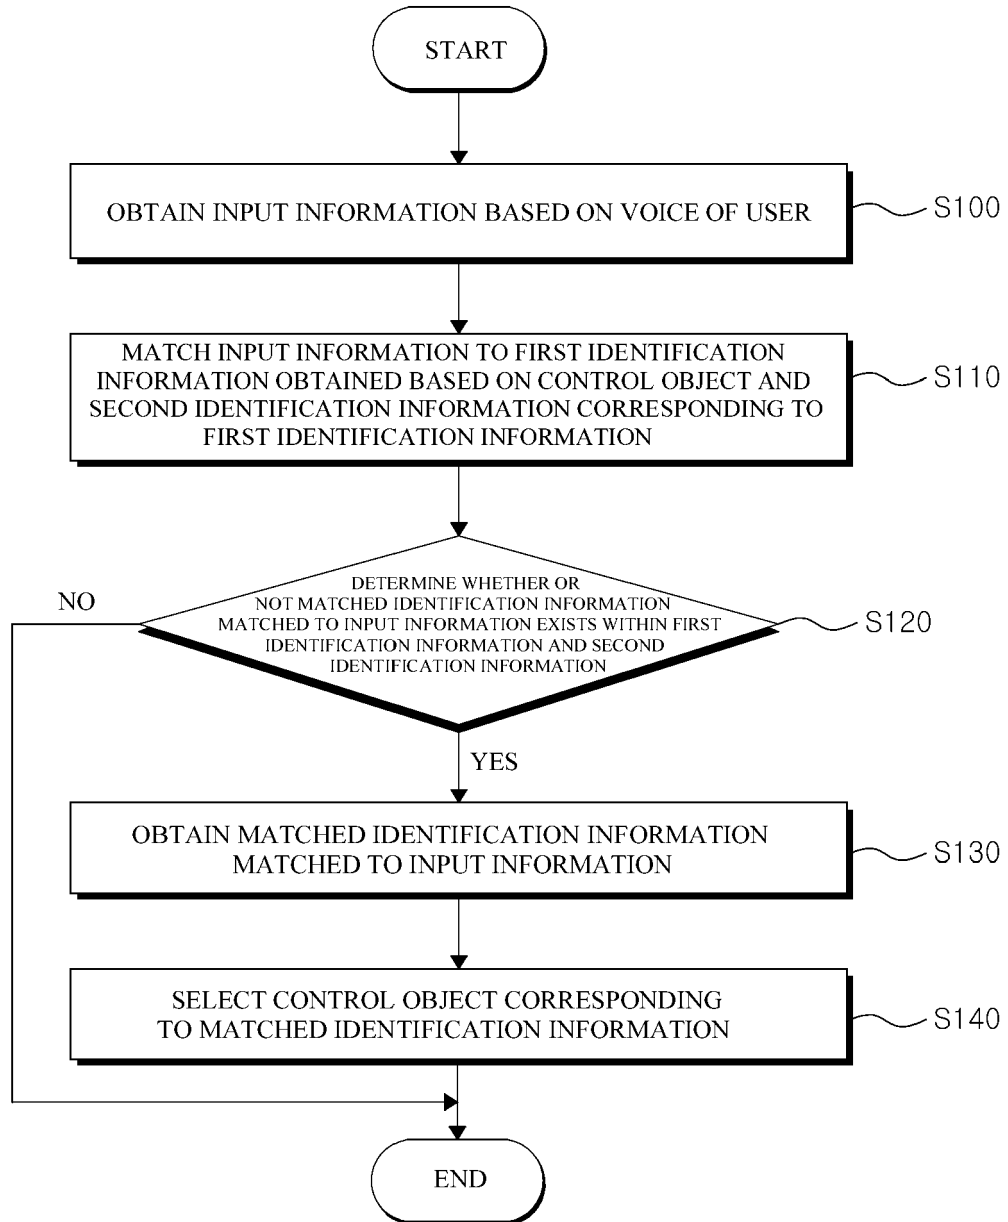 START
OBTAIN INPUT INFORMATION BASED ON VOICE OF USER
S100
MATCH INPUT INFORMATION TO FIRST IDENTIFICATION
INFORMATION OBTAINED BASED ON CONTROL OBJECT AND
SECOND IDENTIFICATION INFORMATION CORRESPONDING TO
FIRST IDENTIFICATION INFORMATION
S110
DETERMINE WHETHER OR
NOT MATCHED IDENTIFICATION INFORMATION
MATCHED TO INPUT INFORMATION EXISTS WITHIN FIRST
IDENTIFICATION INFORMATION AND SECOND
IDENTIFICATION INFORMATION
S120
NO
YES
OBTAIN MATCHED IDENTIFICATION INFORMATION
MATCHED TO INPUT INFORMATION
S130
SELECT CONTROL OBJECT CORRESPONDING
TO MATCHED IDENTIFICATION INFORMATION
S140
END